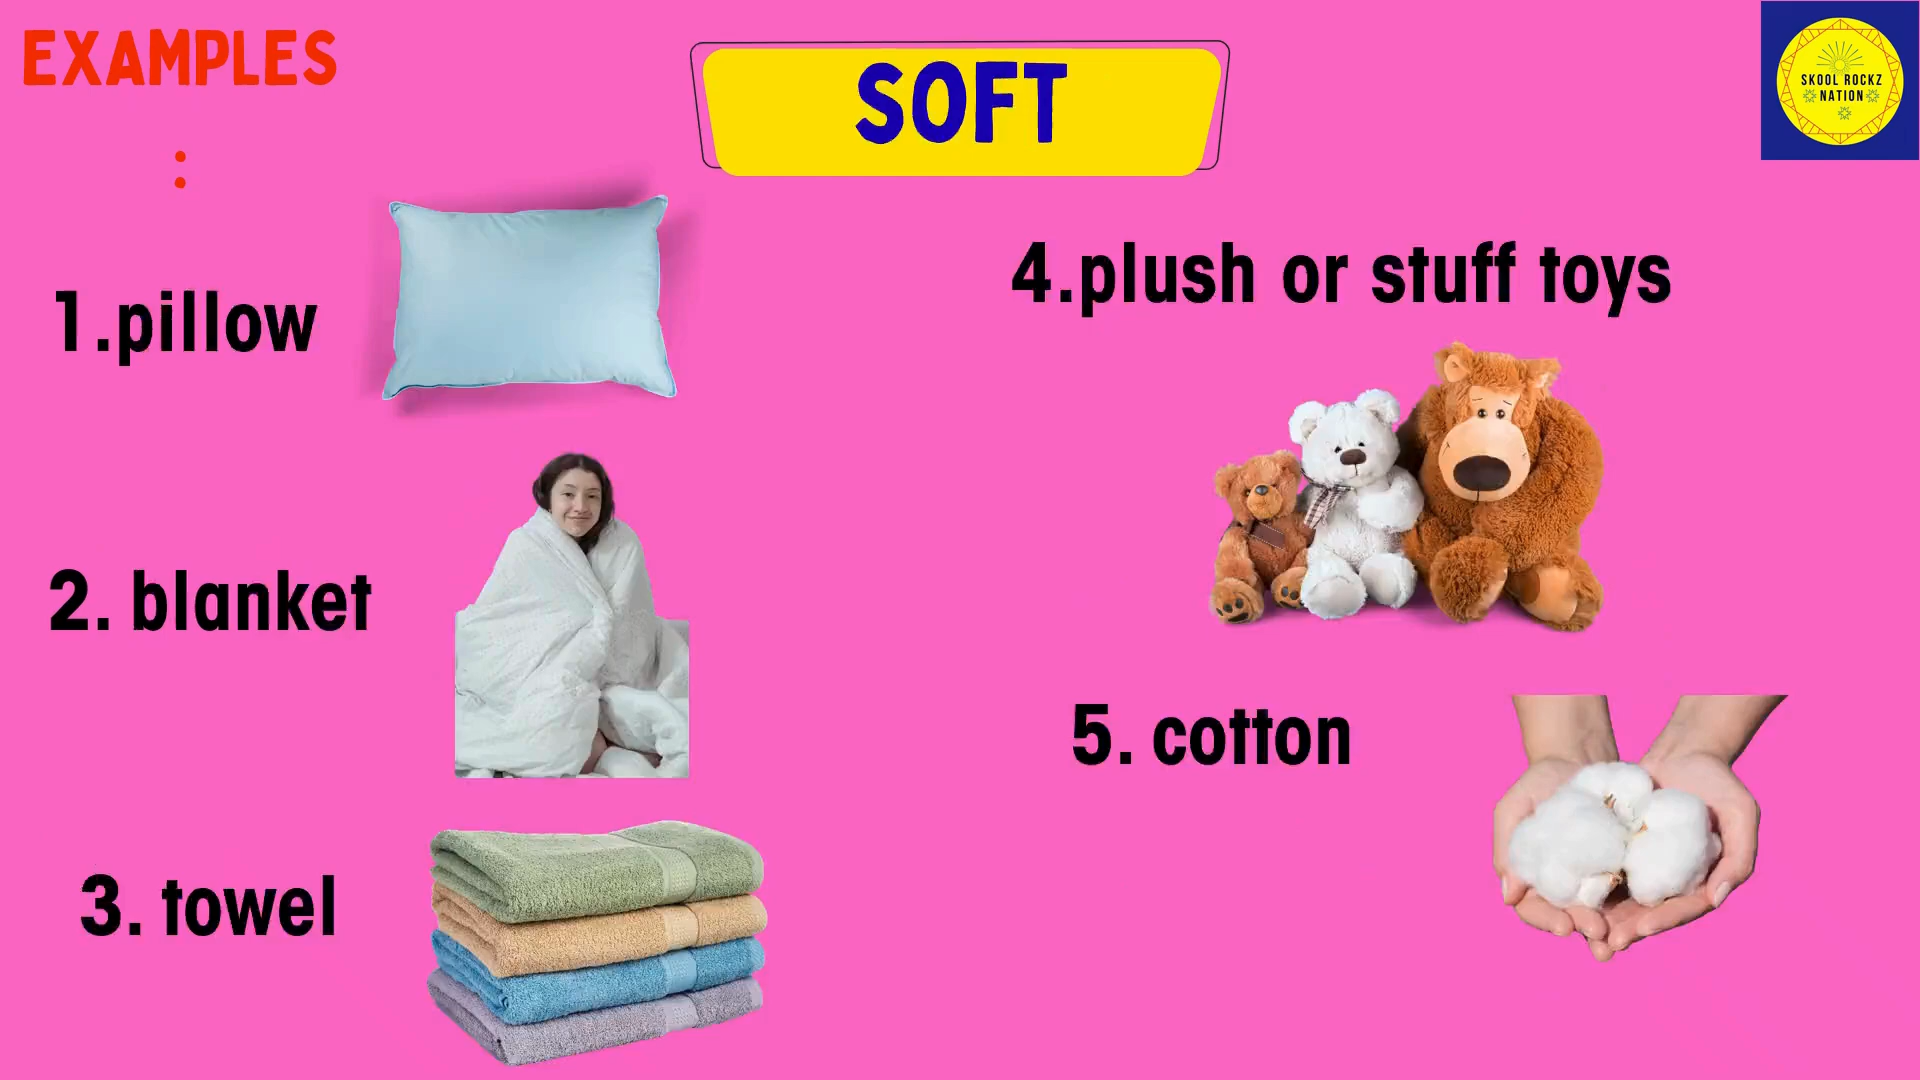 EXAMPLES
:
SOFT
SKOOL ROCKZ
NATION
1.pillow
2. blanket
3. towel
4.plush or stuff toys
5. cotton